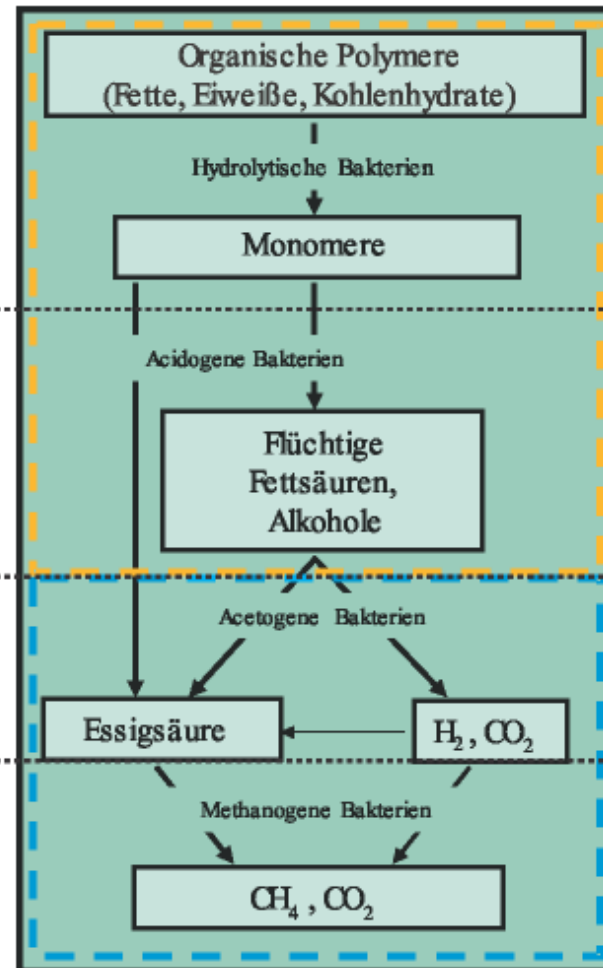 Organische Polymere
(Fette, Eiweiße, Kohlenhydrate)
Hydrolytische Bakterien
Monomere
Acidogene Bakterien
Flüchtige
Fettsäuren,
Alkohole
Acetogene Bakterien
Essigsäure
H₂ , CO₂
Methanogene Bakterien
CH₄ , CO₂